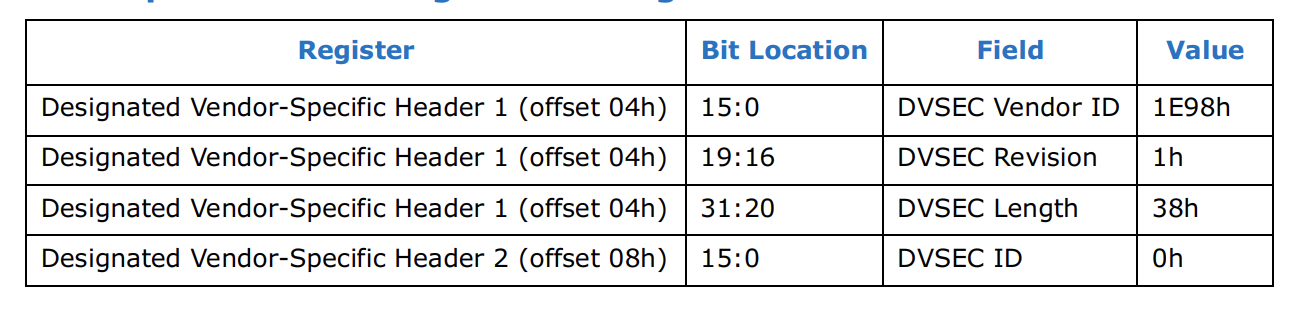 Register Bit Location Field Value
Designated Vendor-Specific Header 1 (offset 04h) 15:0 DVSEC Vendor ID 1E98h
Designated Vendor-Specific Header 1 (offset 04h) 19:16 DVSEC Revision 1h
Designated Vendor-Specific Header 1 (offset 04h) 31:20 DVSEC Length 38h
Designated Vendor-Specific Header 2 (offset 08h) 15:0 DVSEC ID 0h